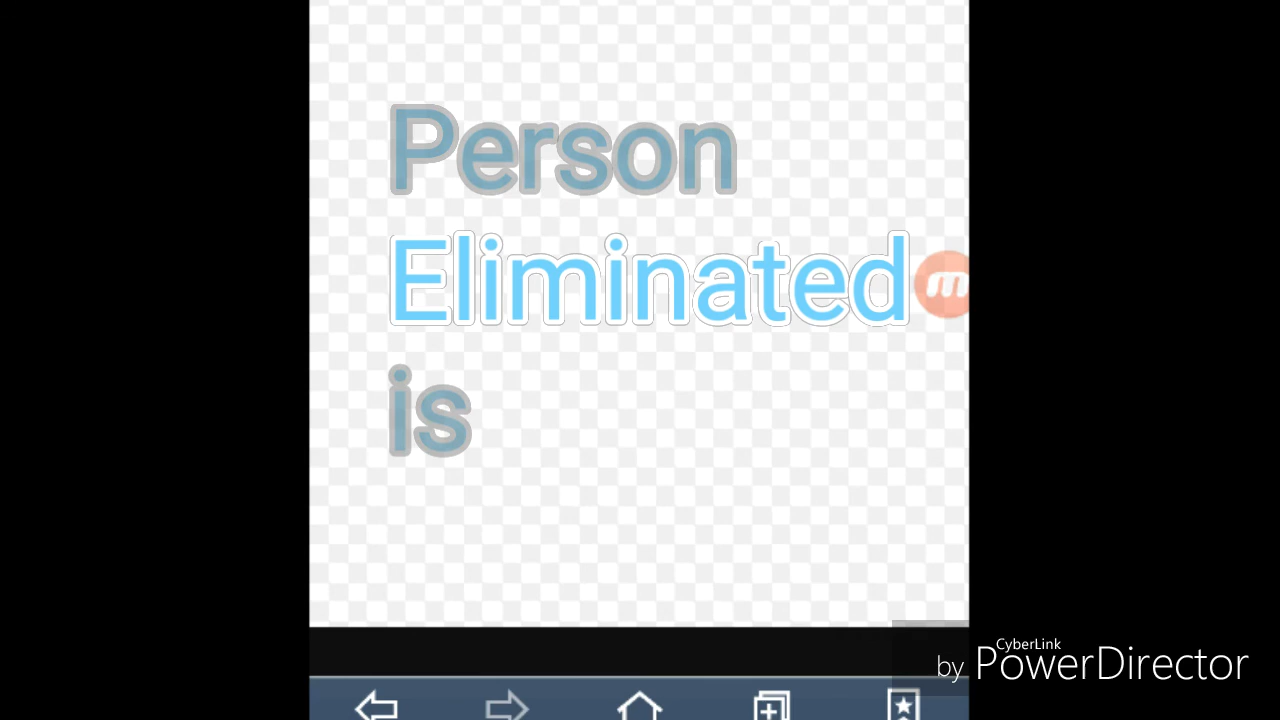 Person
Eliminated
is
CyberLink
by PowerDirector